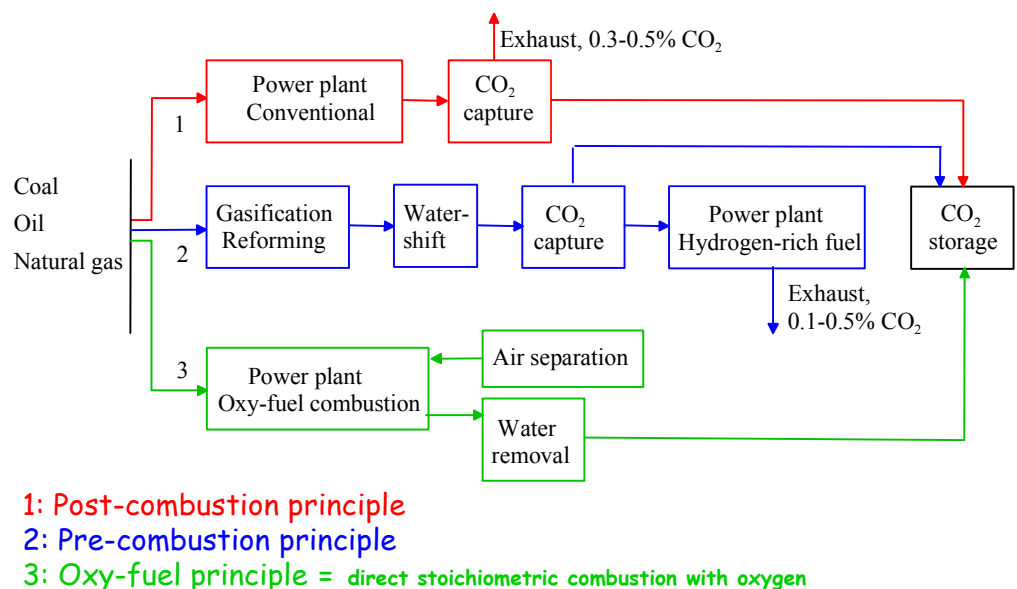 Exhaust, 0.3-0.5% CO₂
Power plant
Conventional
CO₂
capture
1
Coal
Oil
Natural gas
Gasification
Reforming
Water-
shift
CO₂
capture
Power plant
Hydrogen-rich fuel
CO₂
storage
2
Exhaust,
0.1-0.5% CO₂
3
Power plant
Oxy-fuel combustion
Air separation
Water
removal
1: Post-combustion principle
2: Pre-combustion principle
3: Oxy-fuel principle = direct stoichiometric combustion with oxygen